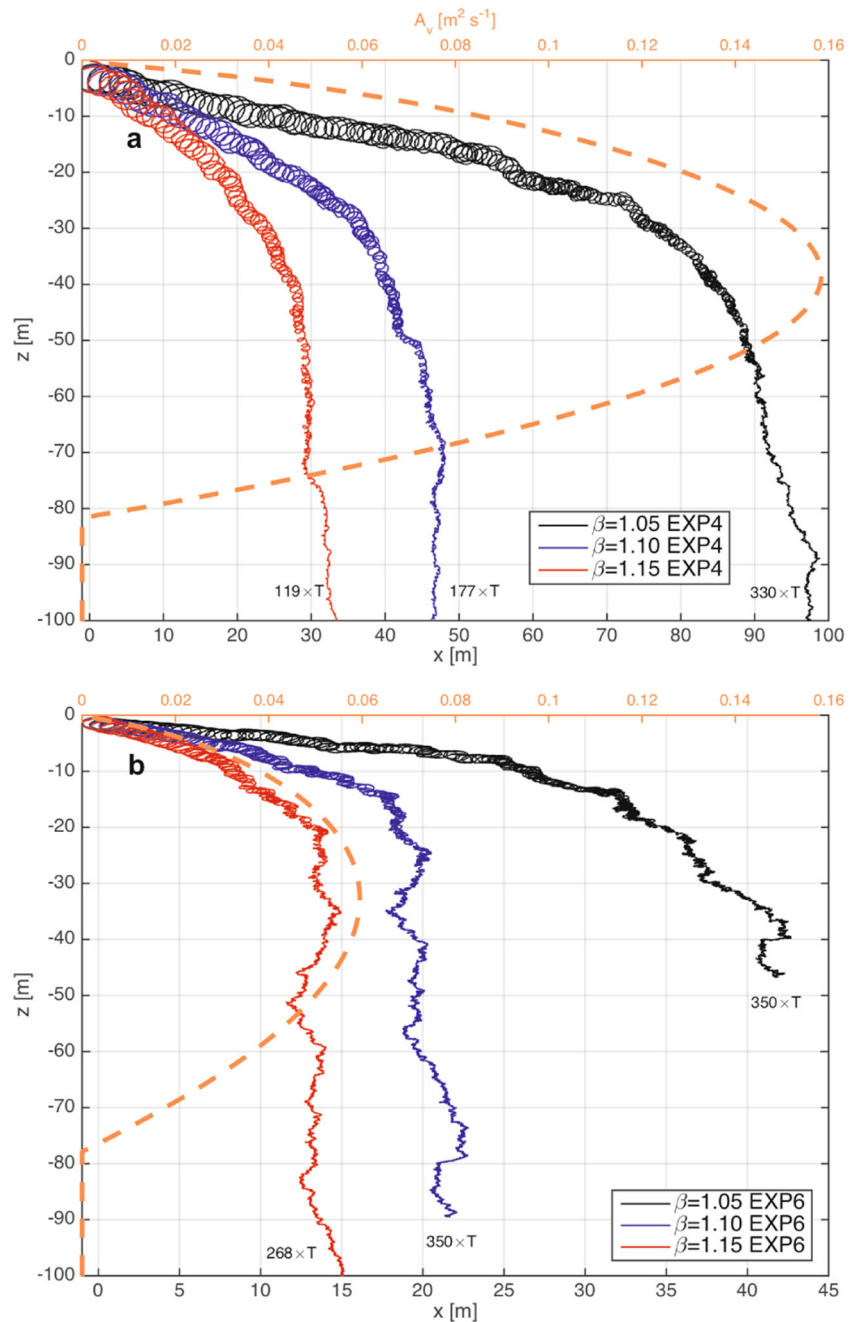 A_v [m² s⁻¹]
0 0.02 0.04 0.06 0.08 0.1 0.12 0.14 0.16
0
-10
a
-20
-30
-40
z [m]
-50
-60
-70
-80
β=1.05 EXP4
β=1.10 EXP4
-90
β=1.15 EXP4
119×T 177×T 330×T
-100
0 10 20 30 40 50 60 70 80 90 100
x [m]
0 0.02 0.04 0.06 0.08 0.1 0.12 0.14 0.16
0
b
-10
-20
-30
-40
z [m]
-50
350×T
-60
-70
-80
-90
β=1.05 EXP6
β=1.10 EXP6
β=1.15 EXP6
268×T 350×T
-100
0 5 10 15 20 25 30 35 40 45
x [m]